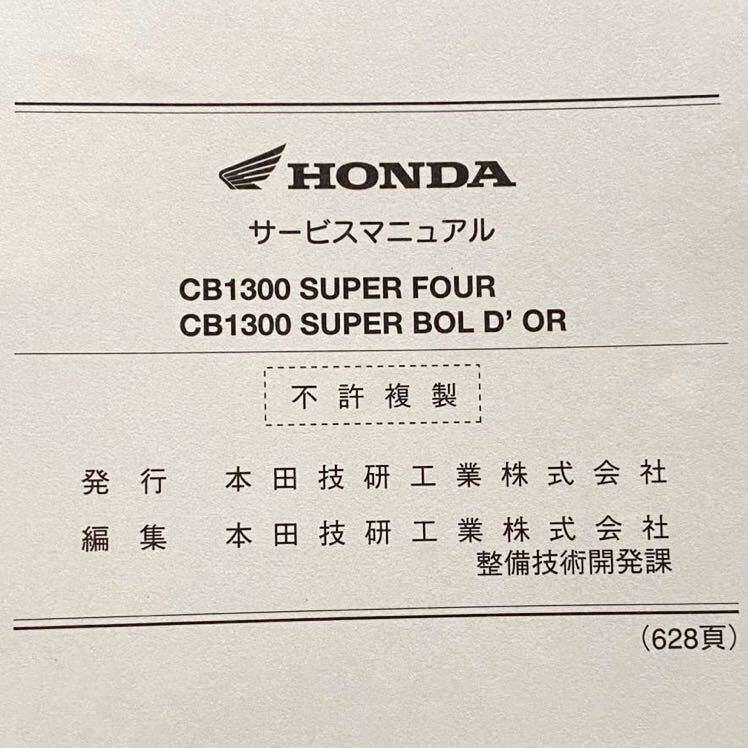 HONDA
サービスマニュアル
CB1300 SUPER FOUR
CB1300 SUPER BOL D' OR
不許複製
発行 本田技研工業株式会社
編集 本田技研工業株式会社
整備技術開発課
(628頁)